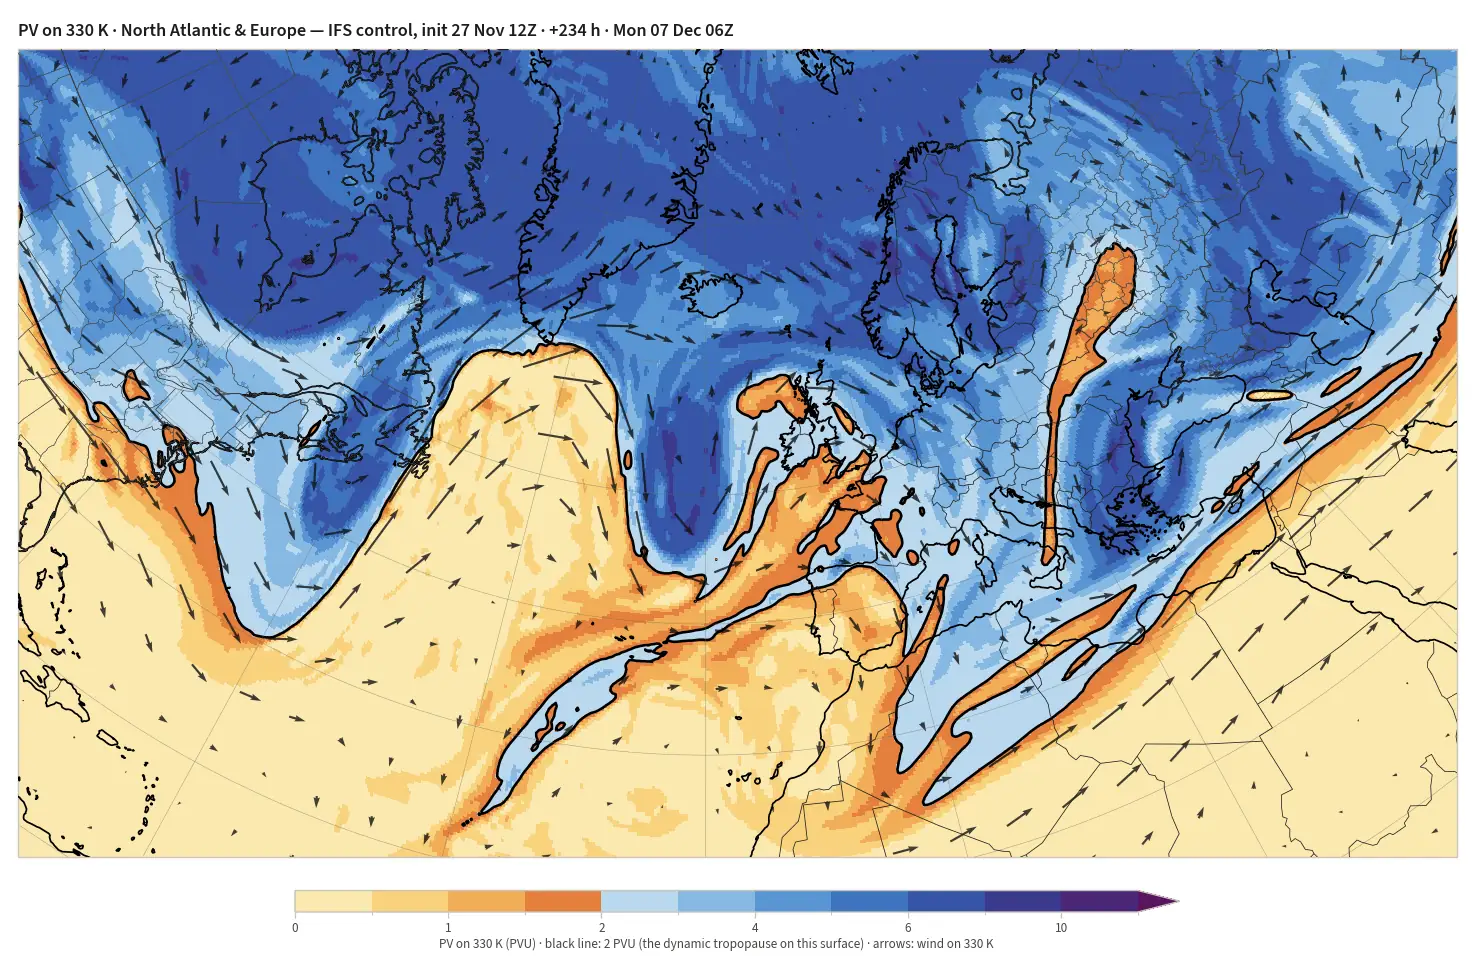 PV on 330 K · North Atlantic & Europe — IFS control, init 27 Nov 12Z · +234 h · Mon 07 Dec 06Z
0 1 2 4 6 10
PV on 330 K (PVU) · black line: 2 PVU (the dynamic tropopause on this surface) · arrows: wind on 330 K